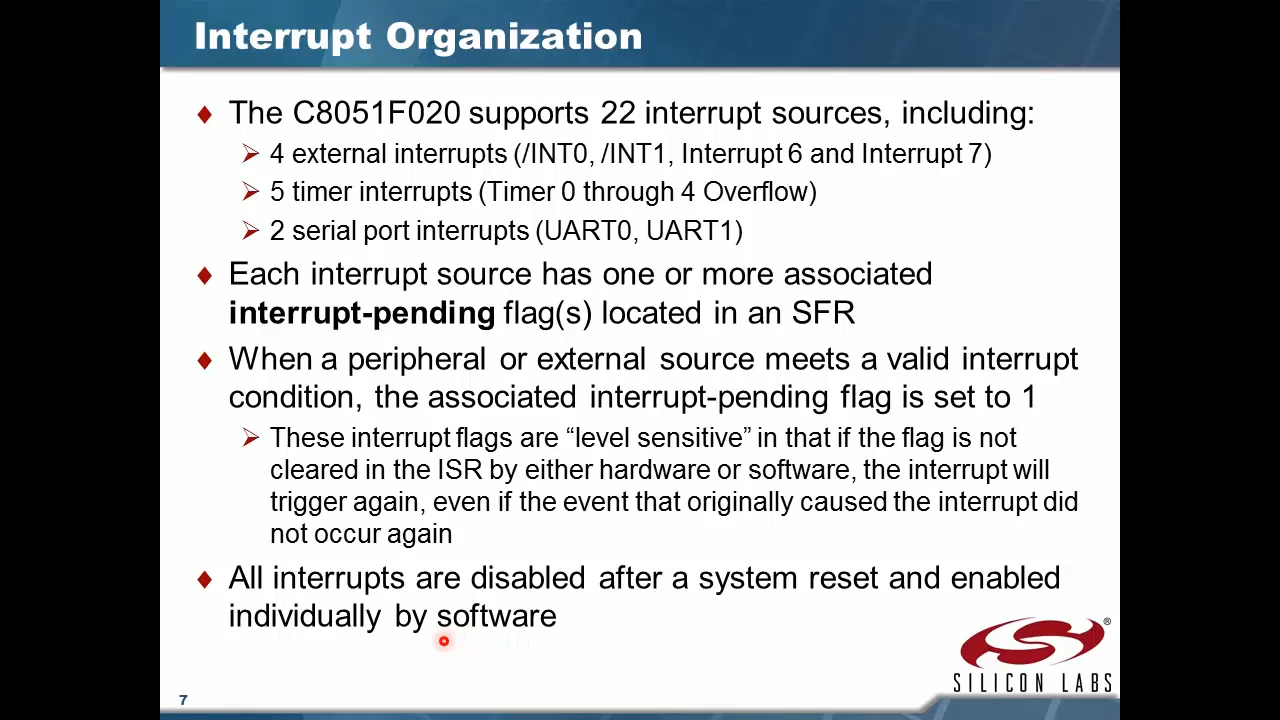 Interrupt Organization
The C8051F020 supports 22 interrupt sources, including:
4 external interrupts (/INT0, /INT1, Interrupt 6 and Interrupt 7)
5 timer interrupts (Timer 0 through 4 Overflow)
2 serial port interrupts (UART0, UART1)
Each interrupt source has one or more associated
interrupt-pending flag(s) located in an SFR
When a peripheral or external source meets a valid interrupt
condition, the associated interrupt-pending flag is set to 1
These interrupt flags are “level sensitive” in that if the flag is not
cleared in the ISR by either hardware or software, the interrupt will
trigger again, even if the event that originally caused the interrupt did
not occur again
All interrupts are disabled after a system reset and enabled
individually by software
®
SILICON LABS
7